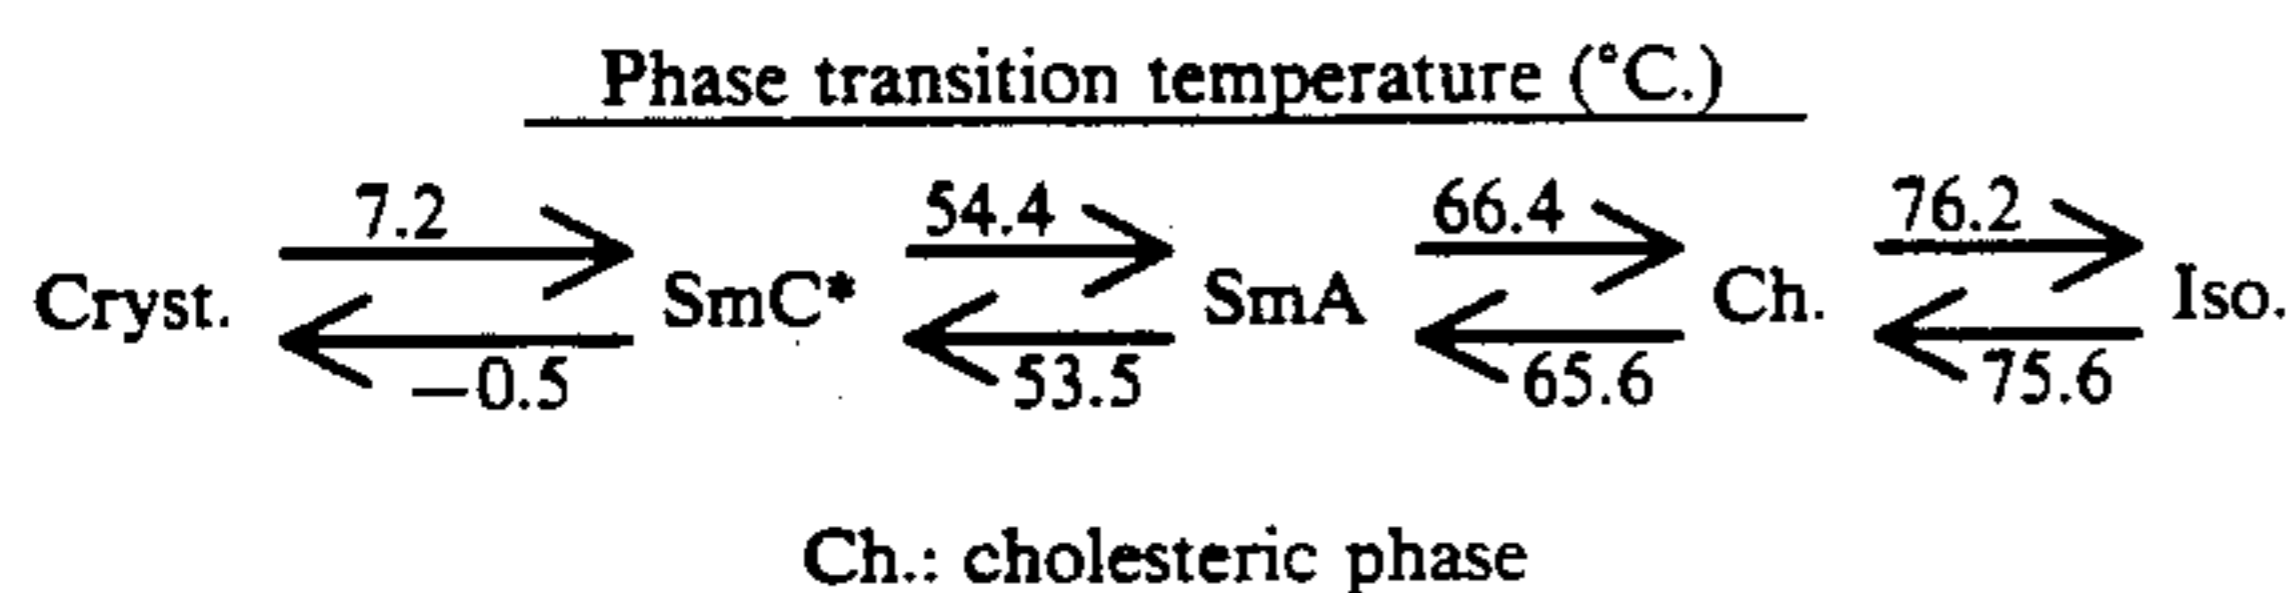 Phase transition temperature (°C.)
7.2 54.4 66.4 76.2
Cryst. SmC* SmA Ch. Iso.
−0.5 53.5 65.6 75.6
Ch.: cholesteric phase